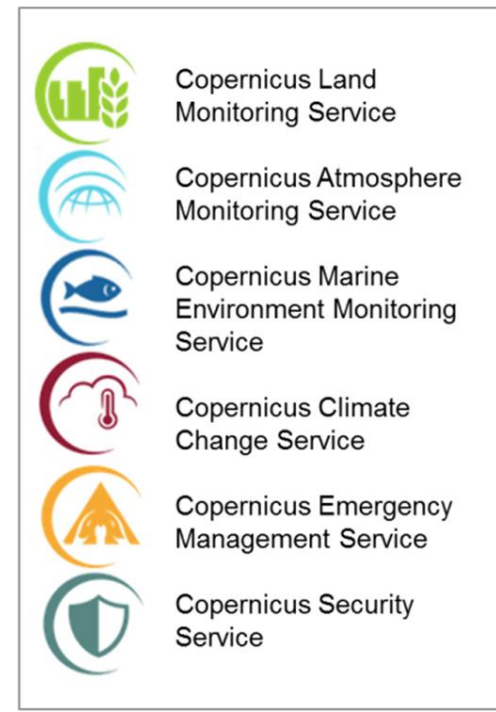 Copernicus Land
Monitoring Service
Copernicus Atmosphere
Monitoring Service
Copernicus Marine
Environment Monitoring
Service
Copernicus Climate
Change Service
Copernicus Emergency
Management Service
Copernicus Security
Service